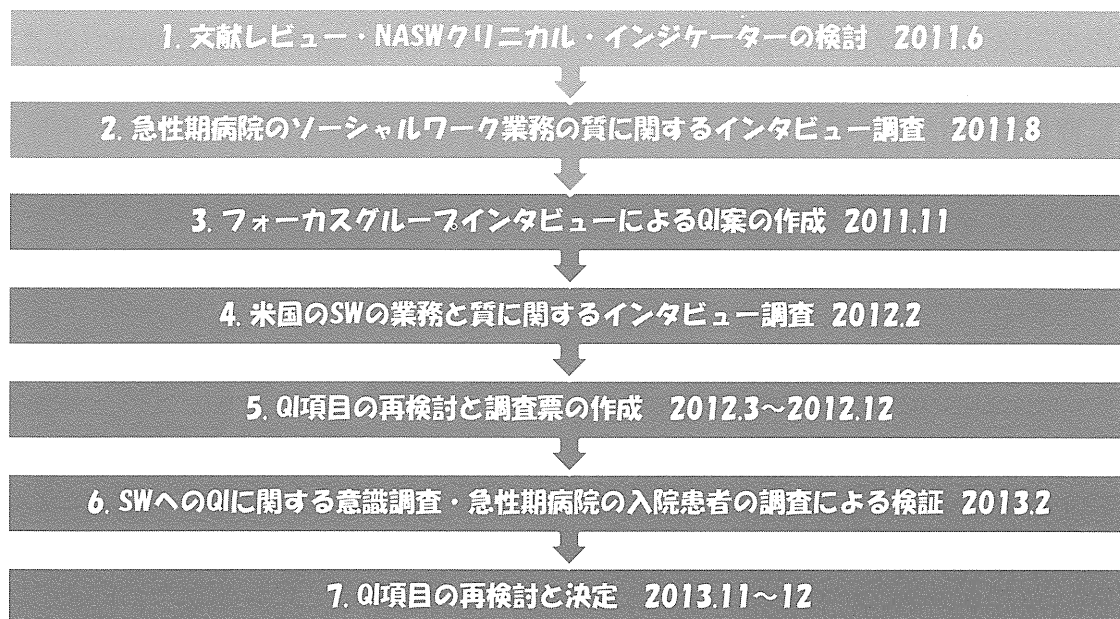 1. 文献レビュー・NASWクリニカル・インジケーターの検討 2011.6
2. 急性期病院のソーシャルワーク業務の質に関するインタビュー調査 2011.8
3. フォーカスグループインタビューによるQI案の作成 2011.11
4. 米国のSWの業務と質に関するインタビュー調査 2012.2
5. QI項目の再検討と調査票の作成 2012.3～2012.12
6. SWへのQIに関する意識調査・急性期病院の入院患者の調査による検証 2013.2
7. QI項目の再検討と決定 2013.11～12